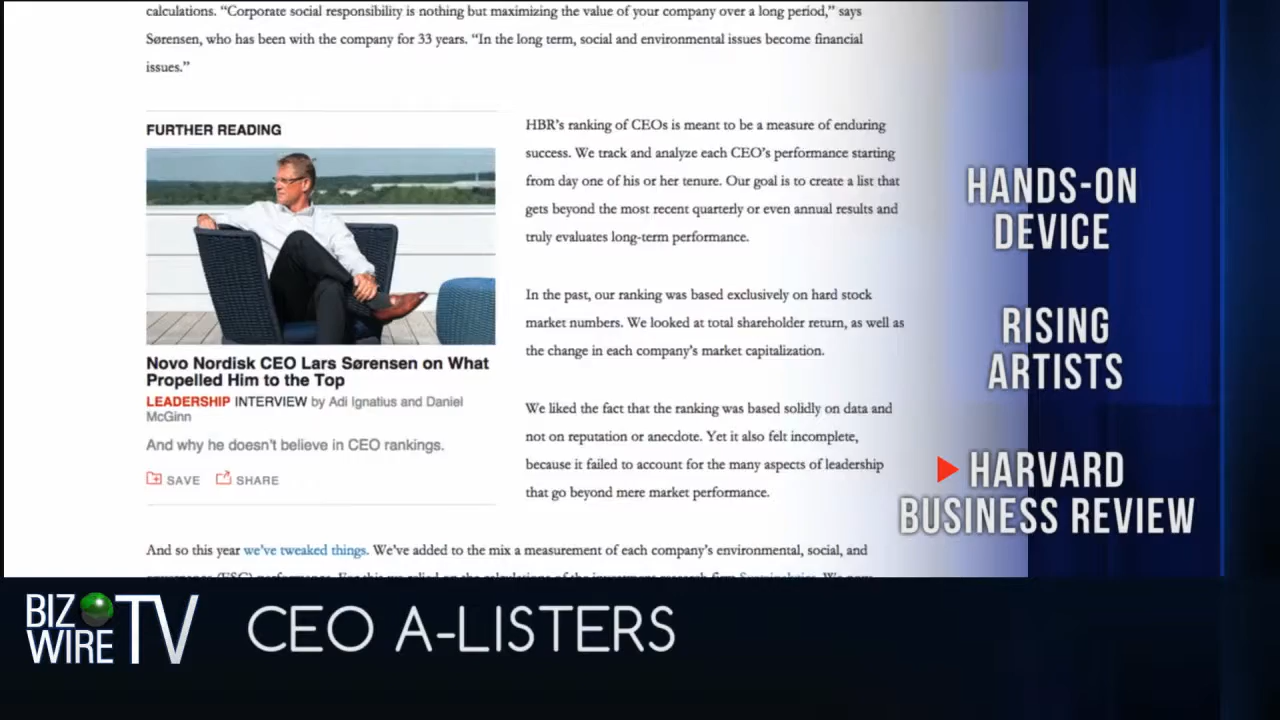 calculations. “Corporate social responsibility is nothing but maximizing the value of your company over a long period,” says
Sørensen, who has been with the company for 33 years. “In the long term, social and environmental issues become financial
issues.”
FURTHER READING
Novo Nordisk CEO Lars Sørensen on What
Propelled Him to the Top
LEADERSHIP INTERVIEW by Adi Ignatius and Daniel
McGinn
And why he doesn't believe in CEO rankings.
SAVE SHARE
HBR’s ranking of CEOs is meant to be a measure of enduring
success. We track and analyze each CEO’s performance starting
from day one of his or her tenure. Our goal is to create a list that
gets beyond the most recent quarterly or even annual results and
truly evaluates long-term performance.
In the past, our ranking was based exclusively on hard stock
market numbers. We looked at total shareholder return, as well as
the change in each company’s market capitalization.
We liked the fact that the ranking was based solidly on data and
not on reputation or anecdote. Yet it also felt incomplete,
because it failed to account for the many aspects of leadership
that go beyond mere market performance.
And so this year we’ve tweaked things. We’ve added to the mix a measurement of each company’s environmental, social, and
HANDS-ON
DEVICE
RISING
ARTISTS
HARVARD
BUSINESS REVIEW
BIZ
WIRE TV
CEO A-LISTERS